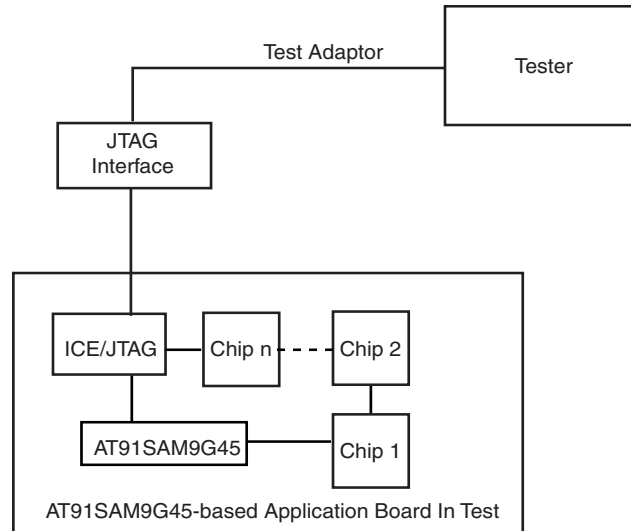 Test Adaptor
Tester
JTAG
Interface
ICE/JTAG
Chip n
Chip 2
AT91SAM9G45
Chip 1
AT91SAM9G45-based Application Board In Test